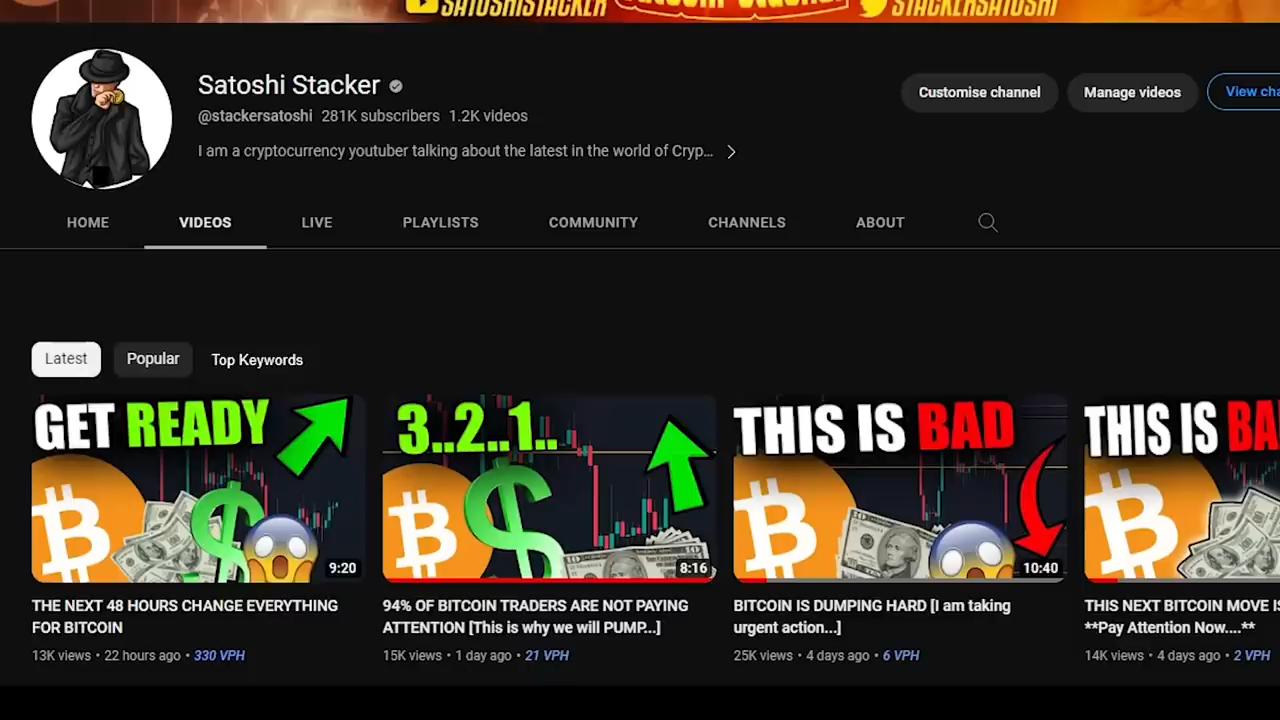 SATOSHISTACKER
STACKERSATOSHI
Satoshi Stacker
@stackersatoshi 281K subscribers 1.2K videos
I am a cryptocurrency youtuber talking about the latest in the world of Cryp...
Customise channel
Manage videos
View cha
HOME
VIDEOS
LIVE
PLAYLISTS
COMMUNITY
CHANNELS
ABOUT
Latest
Popular
Top Keywords
GET READY
9:20
THE NEXT 48 HOURS CHANGE EVERYTHING
FOR BITCOIN
13K views • 22 hours ago • 330 VPH
3..2..1..
8:16
94% OF BITCOIN TRADERS ARE NOT PAYING
ATTENTION [This is why we will PUMP...]
15K views • 1 day ago • 21 VPH
THIS IS BAD
10:40
BITCOIN IS DUMPING HARD [I am taking
urgent action...]
25K views • 4 days ago • 6 VPH
THIS IS BA
THIS NEXT BITCOIN MOVE IS
**Pay Attention Now....**
14K views • 4 days ago • 2 VPH